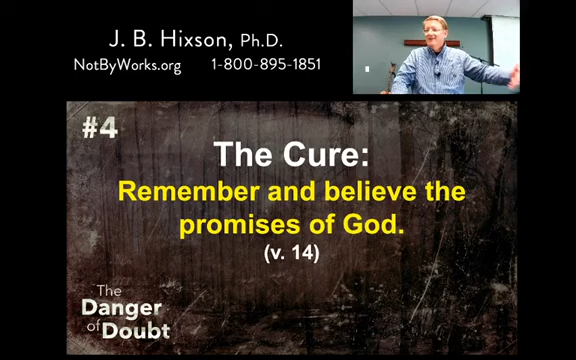 J. B. Hixson, Ph.D.
NotByWorks.org 1-800-895-1851
#4
The Cure:
Remember and believe the
promises of God.
(v. 14)
The
Danger
of
Doubt